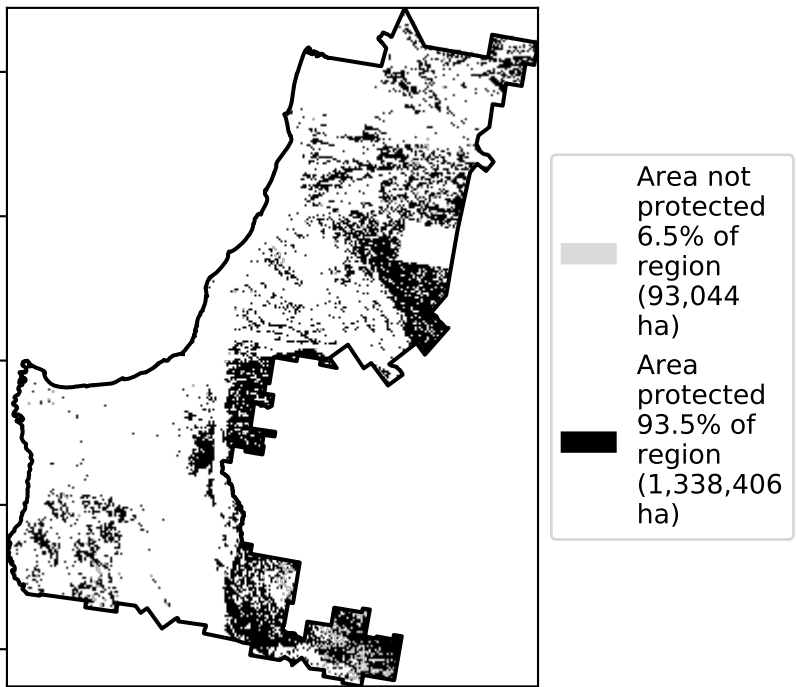 Area not
protected
6.5% of
region
(93,044
ha)
Area
protected
93.5% of
region
(1,338,406
ha)